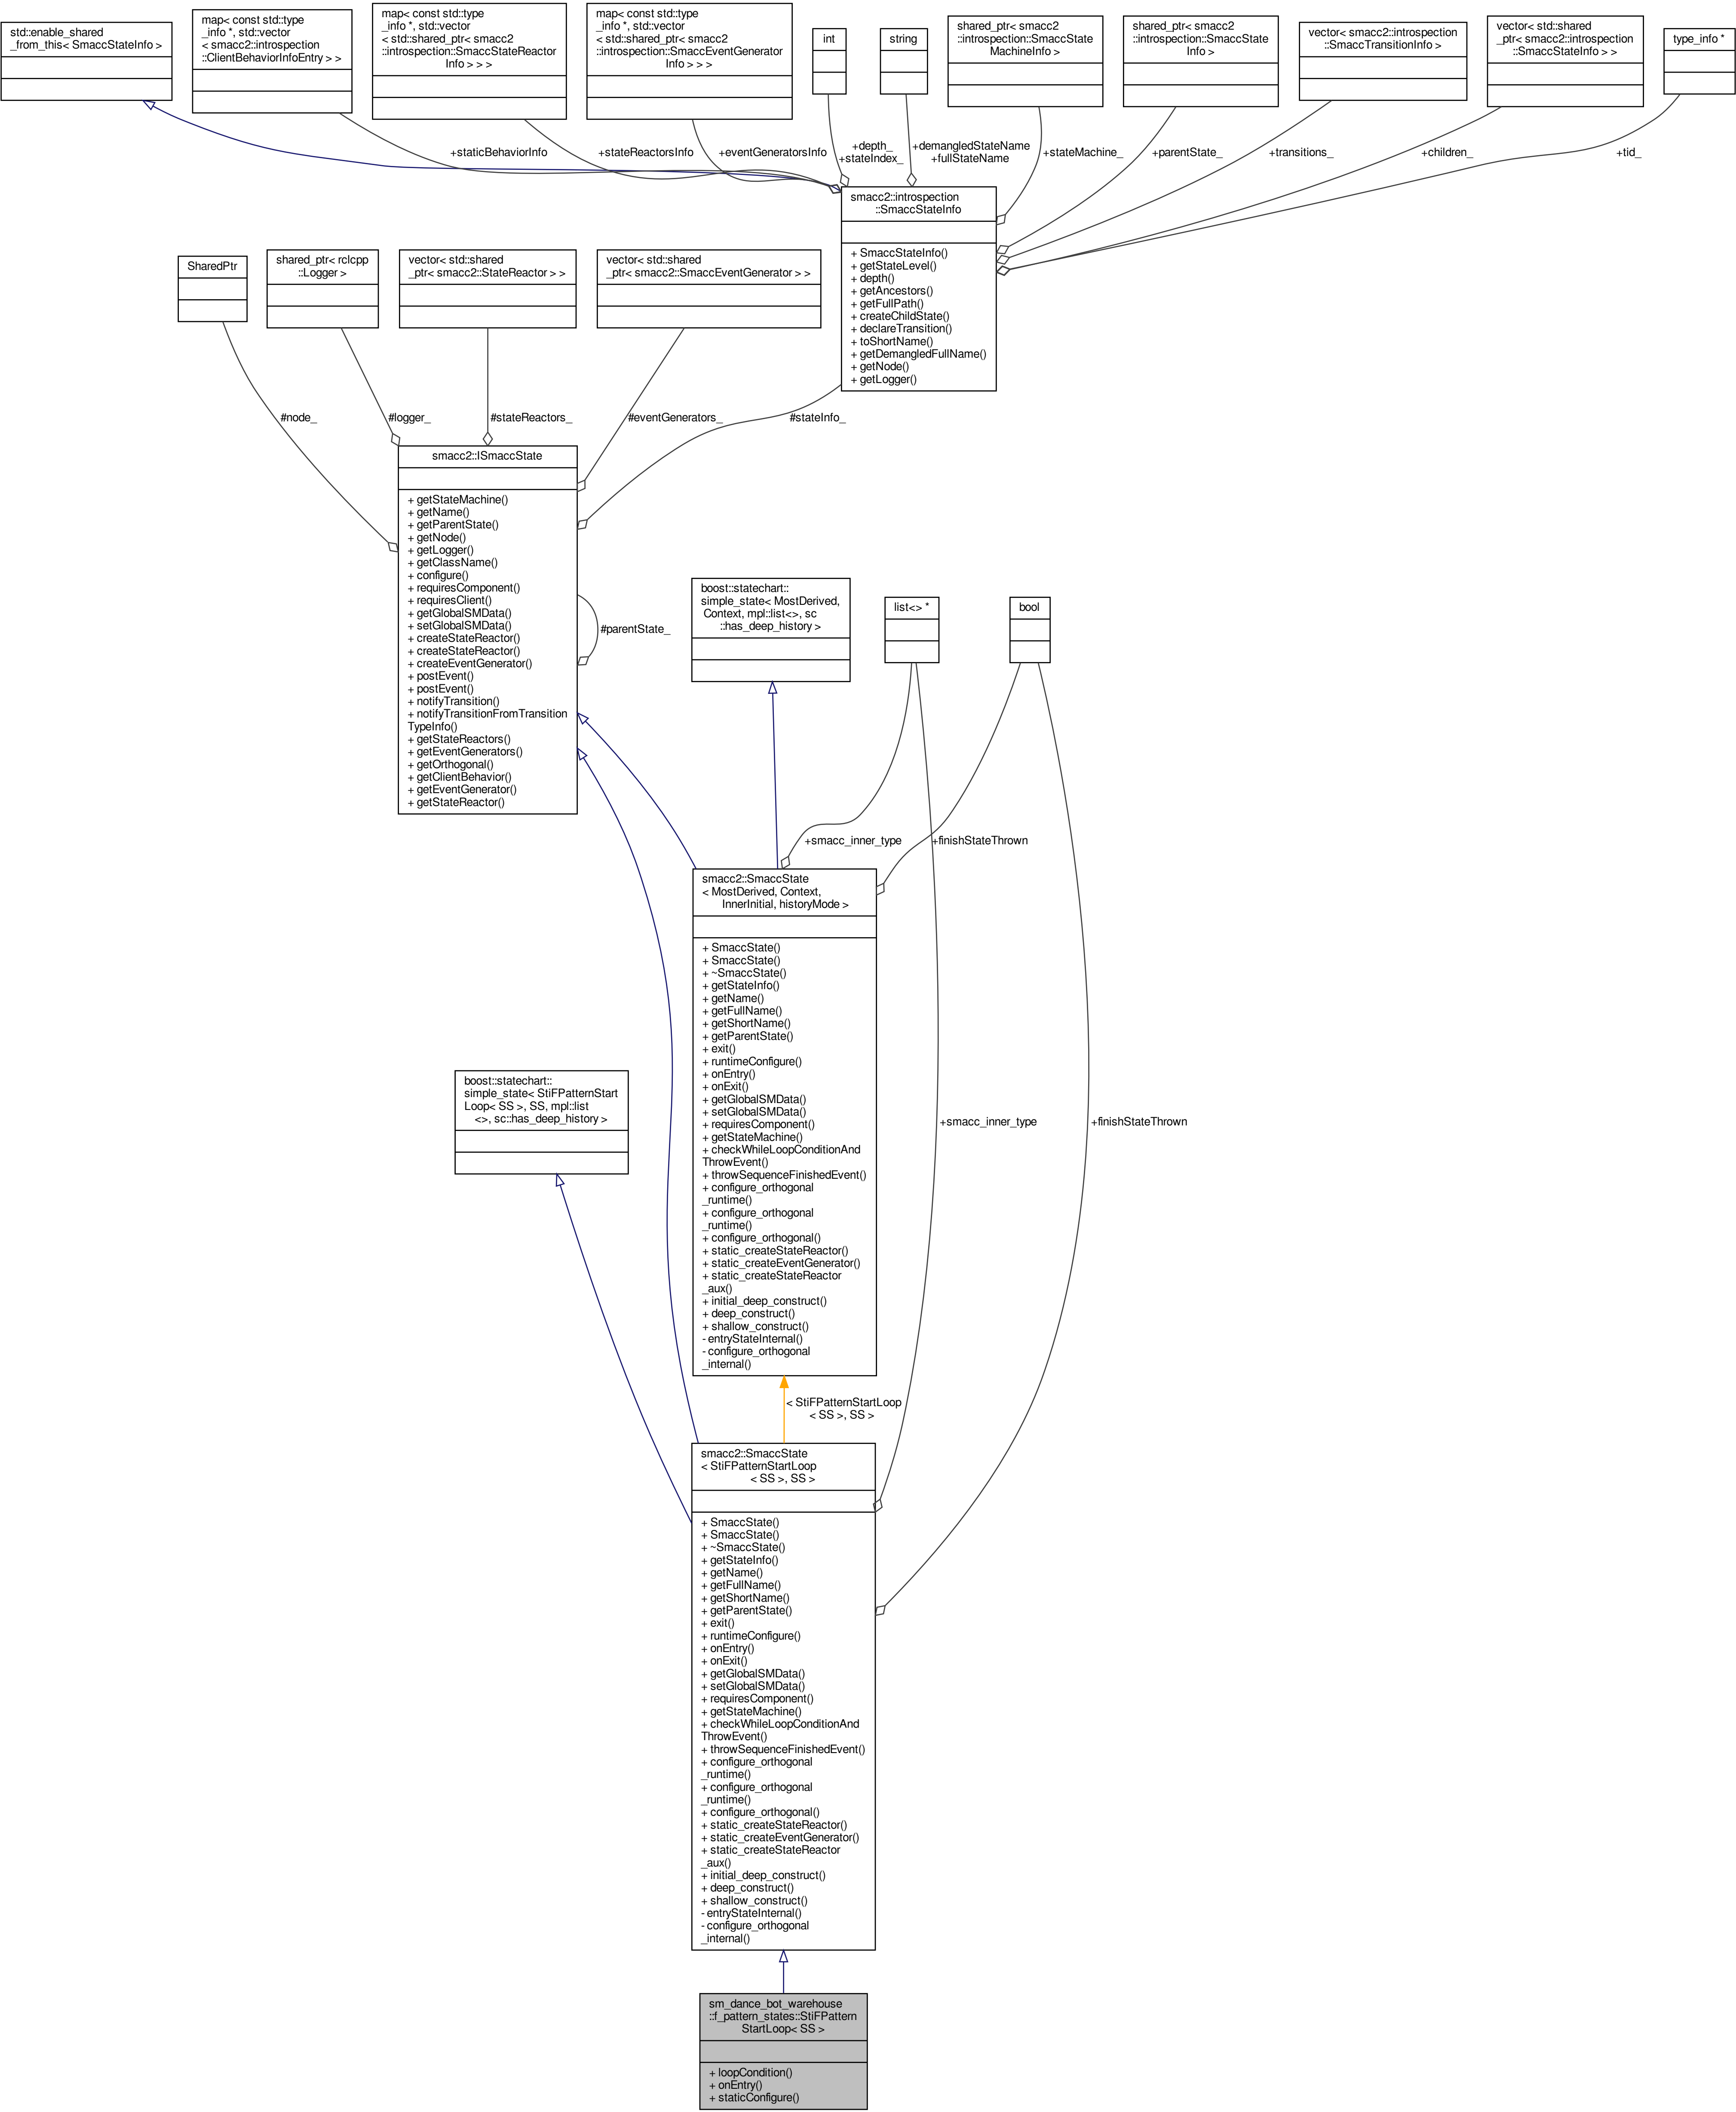 std::enable_shared
_from_this< SmaccStateInfo >
map< const std::type
_info *, std::vector
< smacc2::introspection
::ClientBehaviorInfoEntry > >
map< const std::type
_info *, std::vector
< std::shared_ptr< smacc2
::introspection::SmaccStateReactor
Info > > >
map< const std::type
_info *, std::vector
< std::shared_ptr< smacc2
::introspection::SmaccEventGenerator
Info > > >
int
string
shared_ptr< smacc2
::introspection::SmaccState
MachineInfo >
shared_ptr< smacc2
::introspection::SmaccState
Info >
vector< smacc2::introspection
::SmaccTransitionInfo >
vector< std::shared
_ptr< smacc2::introspection
::SmaccStateInfo > >
type_info *
+staticBehaviorInfo
+stateReactorsInfo
+eventGeneratorsInfo
+depth_
+stateIndex_
+demangledStateName
+fullStateName
+stateMachine_
+parentState_
+transitions_
+children_
+tid_
smacc2::introspection
::SmaccStateInfo
+ SmaccStateInfo()
+ getStateLevel()
+ depth()
+ getAncestors()
+ getFullPath()
+ createChildState()
+ declareTransition()
+ toShortName()
+ getDemangledFullName()
+ getNode()
+ getLogger()
SharedPtr
shared_ptr< rclcpp
::Logger >
vector< std::shared
_ptr< smacc2::StateReactor > >
vector< std::shared
_ptr< smacc2::SmaccEventGenerator > >
#node_
#logger_
#stateReactors_
#eventGenerators_
#stateInfo_
smacc2::ISmaccState
+ getStateMachine()
+ getName()
+ getParentState()
+ getNode()
+ getLogger()
+ getClassName()
+ configure()
+ requiresComponent()
+ requiresClient()
+ getGlobalSMData()
+ setGlobalSMData()
+ createStateReactor()
+ createStateReactor()
+ createEventGenerator()
+ postEvent()
+ postEvent()
+ notifyTransition()
+ notifyTransitionFromTransition
TypeInfo()
+ getStateReactors()
+ getEventGenerators()
+ getOrthogonal()
+ getClientBehavior()
+ getEventGenerator()
+ getStateReactor()
#parentState_
boost::statechart::
simple_state< MostDerived,
Context, mpl::list<>, sc
::has_deep_history >
list<> *
bool
+smacc_inner_type
+finishStateThrown
smacc2::SmaccState
< MostDerived, Context,
InnerInitial, historyMode >
+ SmaccState()
+ SmaccState()
+ ~SmaccState()
+ getStateInfo()
+ getName()
+ getFullName()
+ getShortName()
+ getParentState()
+ exit()
+ runtimeConfigure()
+ onEntry()
+ onExit()
+ getGlobalSMData()
+ setGlobalSMData()
+ requiresComponent()
+ getStateMachine()
+ checkWhileLoopConditionAnd
ThrowEvent()
+ throwSequenceFinishedEvent()
+ configure_orthogonal
_runtime()
+ configure_orthogonal
_runtime()
+ configure_orthogonal()
+ static_createStateReactor()
+ static_createEventGenerator()
+ static_createStateReactor
_aux()
+ initial_deep_construct()
+ deep_construct()
+ shallow_construct()
- entryStateInternal()
- configure_orthogonal
_internal()
boost::statechart::
simple_state< StiFPatternStart
Loop< SS >, SS, mpl::list
<>, sc::has_deep_history >
+smacc_inner_type
+finishStateThrown
< StiFPatternStartLoop
< SS >, SS >
smacc2::SmaccState
< StiFPatternStartLoop
< SS >, SS >
+ SmaccState()
+ SmaccState()
+ ~SmaccState()
+ getStateInfo()
+ getName()
+ getFullName()
+ getShortName()
+ getParentState()
+ exit()
+ runtimeConfigure()
+ onEntry()
+ onExit()
+ getGlobalSMData()
+ setGlobalSMData()
+ requiresComponent()
+ getStateMachine()
+ checkWhileLoopConditionAnd
ThrowEvent()
+ throwSequenceFinishedEvent()
+ configure_orthogonal
_runtime()
+ configure_orthogonal
_runtime()
+ configure_orthogonal()
+ static_createStateReactor()
+ static_createEventGenerator()
+ static_createStateReactor
_aux()
+ initial_deep_construct()
+ deep_construct()
+ shallow_construct()
- entryStateInternal()
- configure_orthogonal
_internal()
sm_dance_bot_warehouse
::f_pattern_states::StiFPattern
StartLoop< SS >
+ loopCondition()
+ onEntry()
+ staticConfigure()